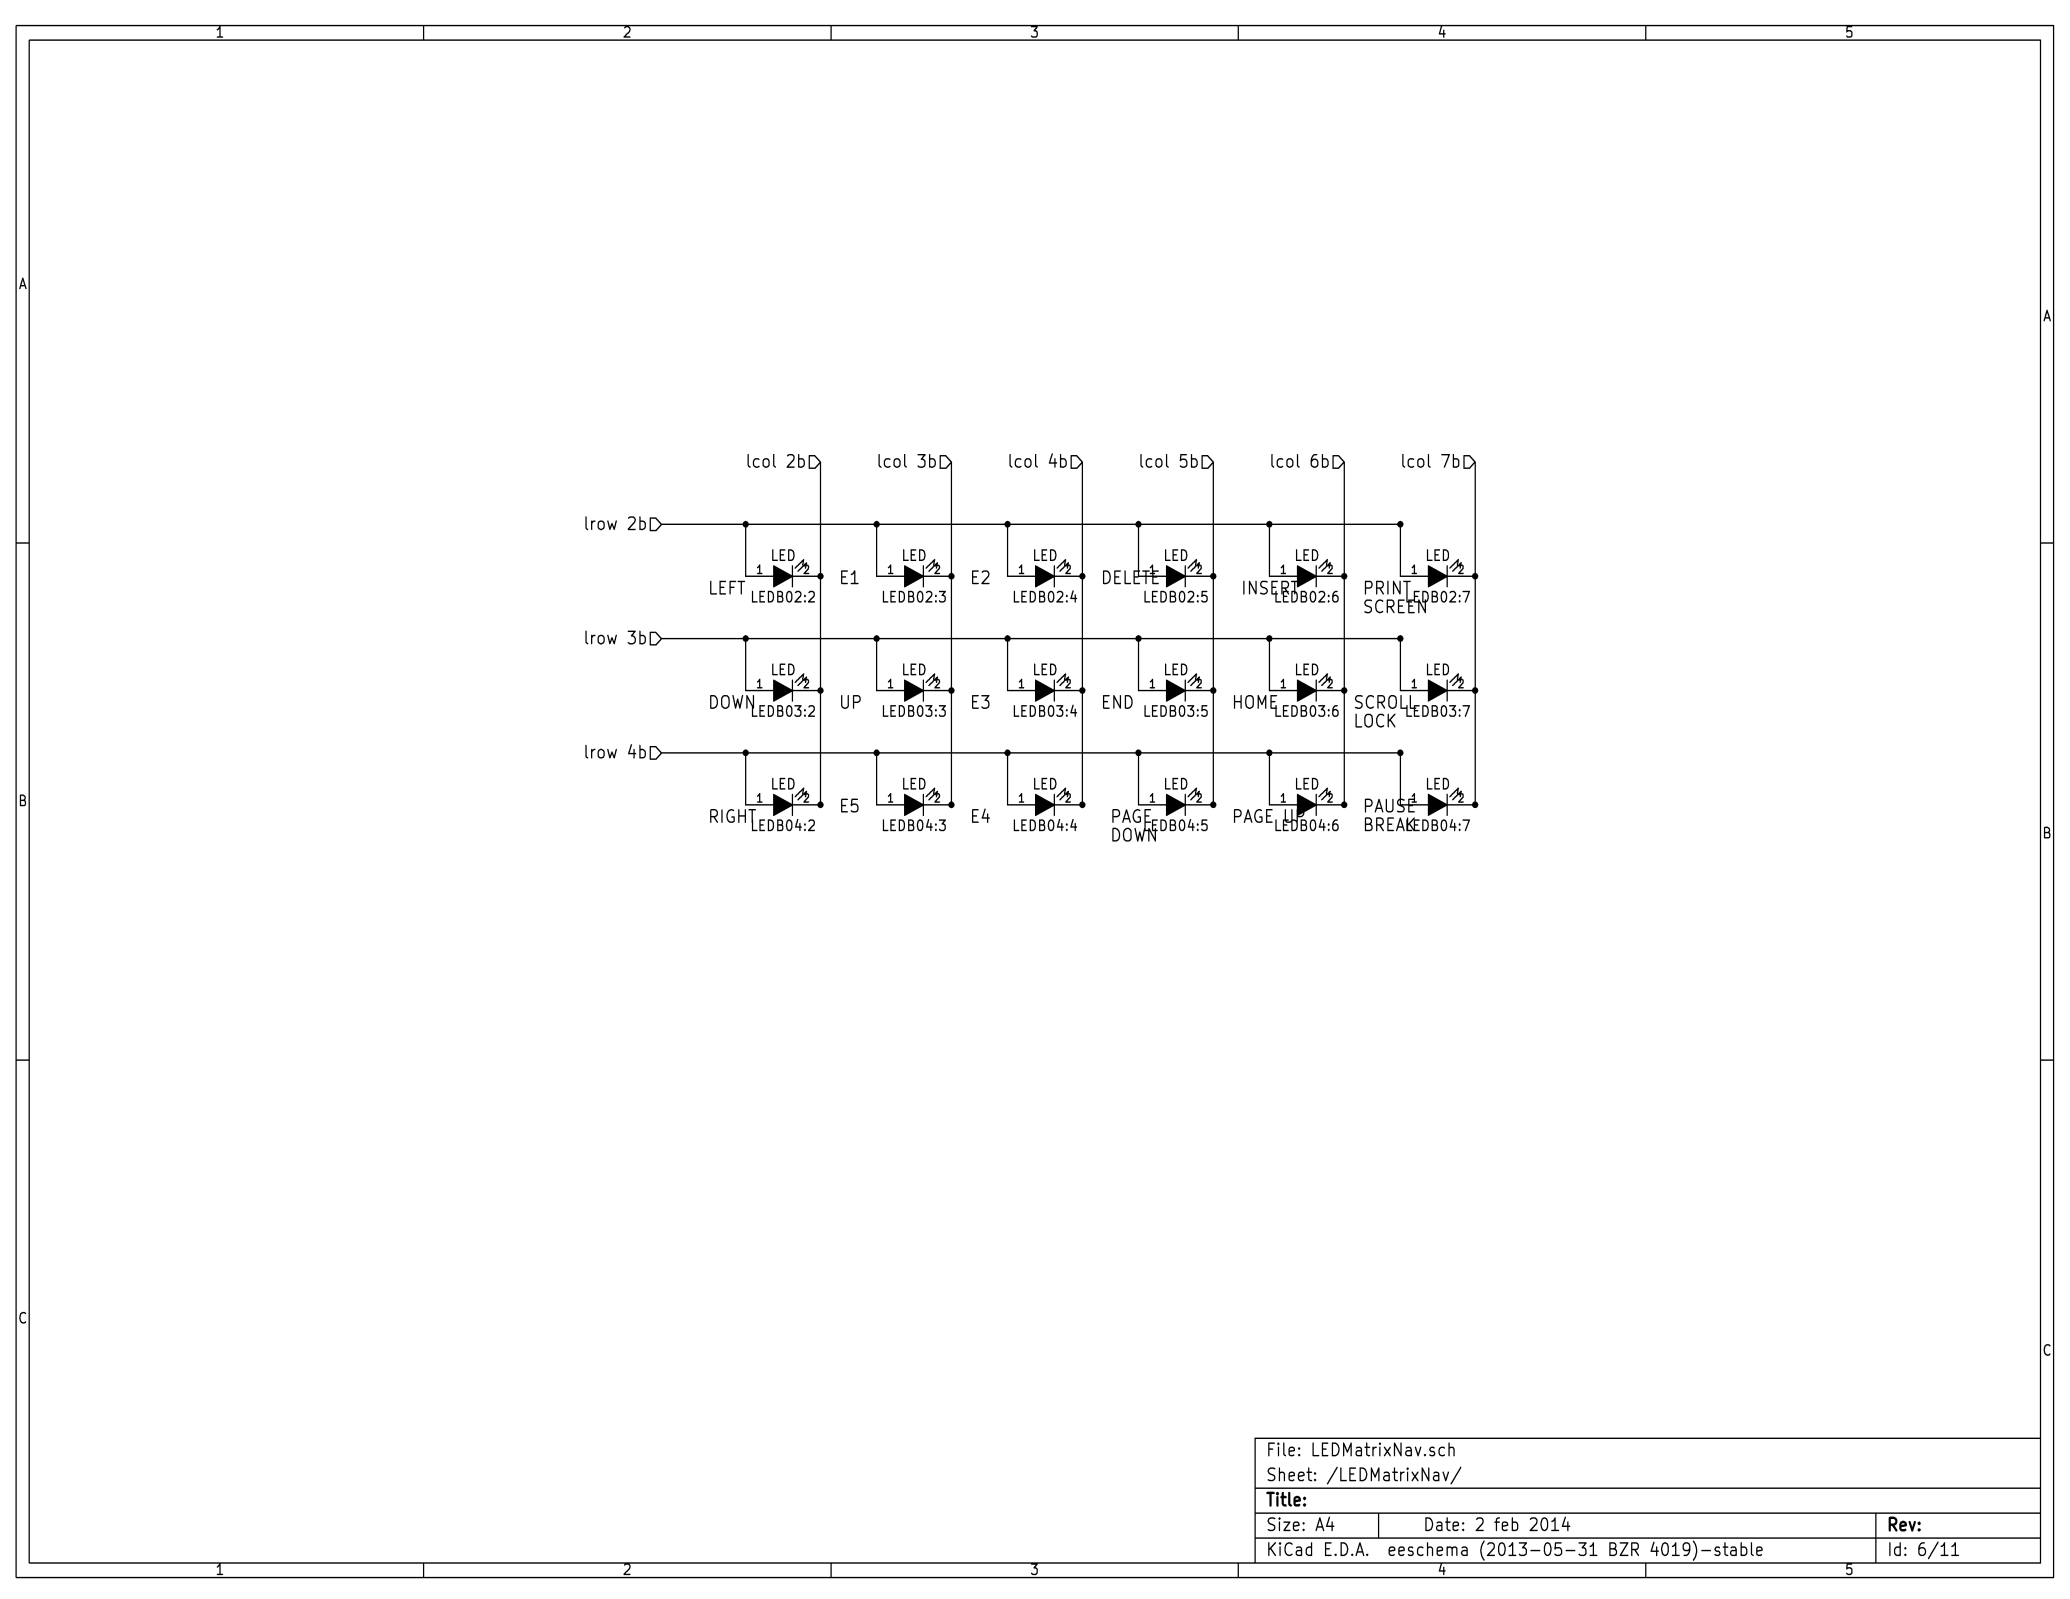 1 2 3 4 5
A
A
lcol 2b lcol 3b lcol 4b lcol 5b lcol 6b lcol 7b
lrow 2b
LED LED LED LED LED LED
1 2 1 2 1 2 1 2 1 2 1 2
LEFT E1 E2 DELETE INSERT PRINT
SCREEN
LEDB02:2 LEDB02:3 LEDB02:4 LEDB02:5 LEDB02:6 LEDB02:7
lrow 3b
LED LED LED LED LED LED
1 2 1 2 1 2 1 2 1 2 1 2
DOWN UP E3 END HOME SCROLL
LOCK
LEDB03:2 LEDB03:3 LEDB03:4 LEDB03:5 LEDB03:6 LEDB03:7
lrow 4b
LED LED LED LED LED LED
1 2 1 2 1 2 1 2 1 2 1 2
RIGHT E5 E4 PAGE
DOWN
PAGE UP
PAUSE
BREAK
LEDB04:2 LEDB04:3 LEDB04:4 LEDB04:5 LEDB04:6 LEDB04:7
B
B
C
C
File: LEDMatrixNav.sch
Sheet: /LEDMatrixNav/
Title:
Size: A4 Date: 2 feb 2014 Rev:
KiCad E.D.A. eeschema (2013-05-31 BZR 4019)-stable Id: 6/11
1 2 3 4 5